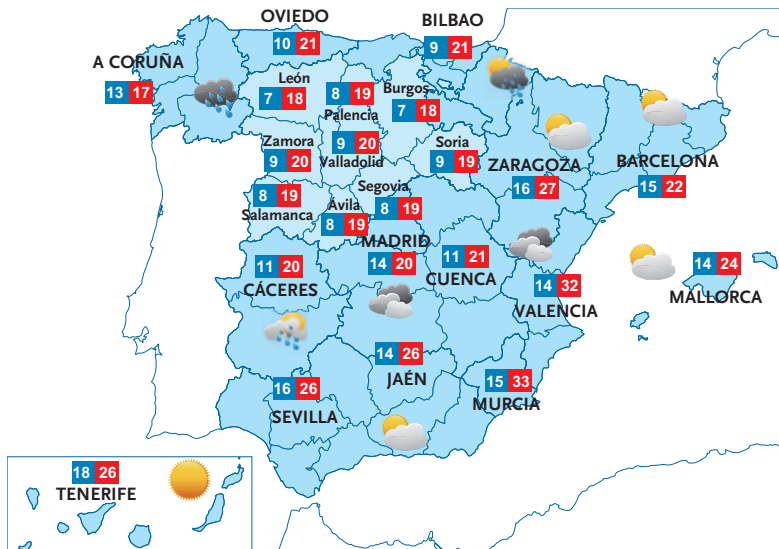 OVIEDO
10 21
BILBAO
9 21
A CORUÑA
13 17
León
7 18
8 19
Palencia
Burgos
7 18
Zamora
9 20
9 20
Valladolid
Soria
9 19
ZARAGOZA
16 27
BARCELONA
15 22
8 19
Salamanca
Ávila
8 19
Segovia
8 19
MADRID
14 20
11 21
CUENCA
11 20
CÁCERES
14 32
VALENCIA
14 24
MALLORCA
14 26
JAÉN
15 33
MURCIA
16 26
SEVILLA
18 26
TENERIFE